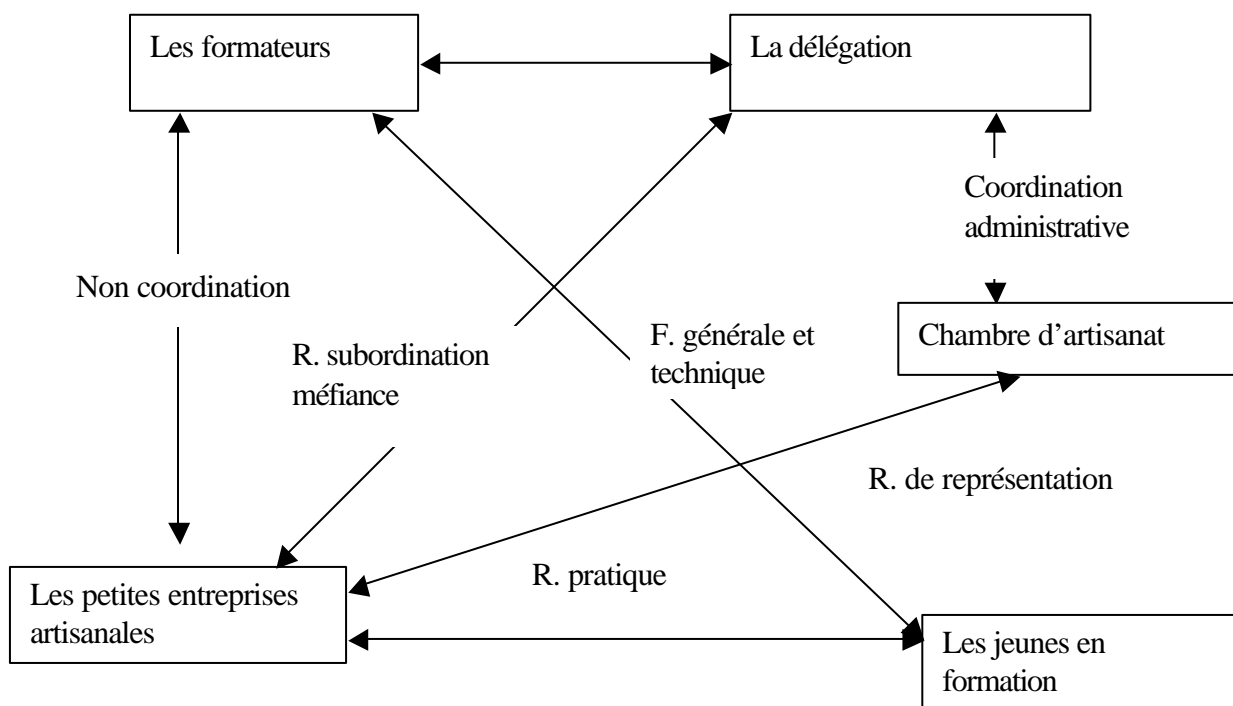 Les formateurs
La délégation
Coordination
administrative
Non coordination
R. subordination
méfiance
F. générale et
technique
Chambre d'artisanat
R. de représentation
R. pratique
Les petites entreprises
artisanales
Les jeunes en
formation